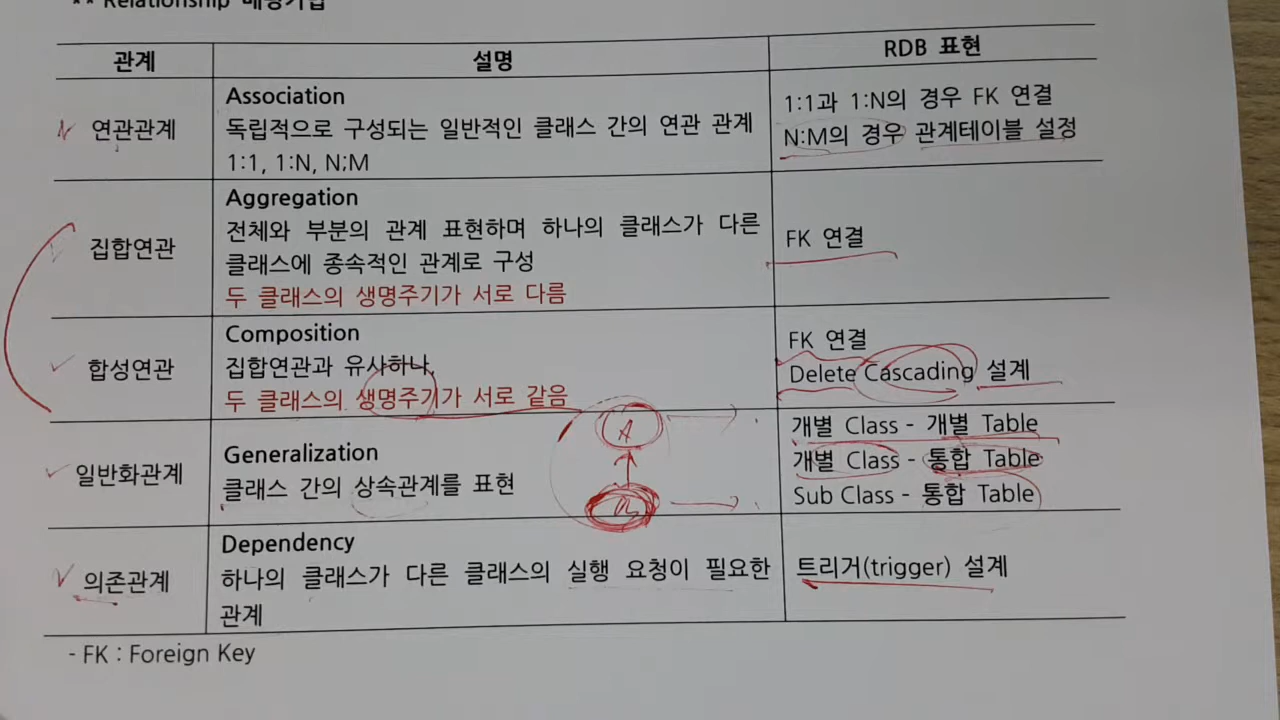 ** Relationship 매핑기법
관계 설명 RDB 표현
연관관계
Association
독립적으로 구성되는 일반적인 클래스 간의 연관 관계
1:1, 1:N, N;M
1:1과 1:N의 경우 FK 연결
N:M의 경우 관계테이블 설정
집합연관
Aggregation
전체와 부분의 관계 표현하며 하나의 클래스가 다른
클래스에 종속적인 관계로 구성
두 클래스의 생명주기가 서로 다름
FK 연결
합성연관
Composition
집합연관과 유사하나,
두 클래스의 생명주기가 서로 같음
FK 연결
Delete Cascading 설계
일반화관계
Generalization
클래스 간의 상속관계를 표현
A
개별 Class - 개별 Table
개별 Class - 통합 Table
Sub Class - 통합 Table
의존관계
Dependency
하나의 클래스가 다른 클래스의 실행 요청이 필요한
관계
트리거(trigger) 설계
- FK : Foreign Key